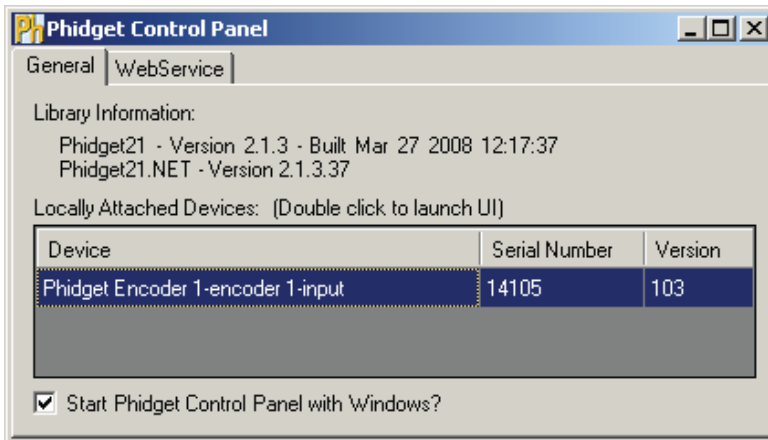 Ph Phidget Control Panel
General WebService
Library Information:
Phidget21 - Version 2.1.3 - Built Mar 27 2008 12:17:37
Phidget21.NET - Version 2.1.3.37
Locally Attached Devices: (Double click to launch UI)
Device Serial Number Version
Phidget Encoder 1-encoder 1-input 14105 103
Start Phidget Control Panel with Windows?